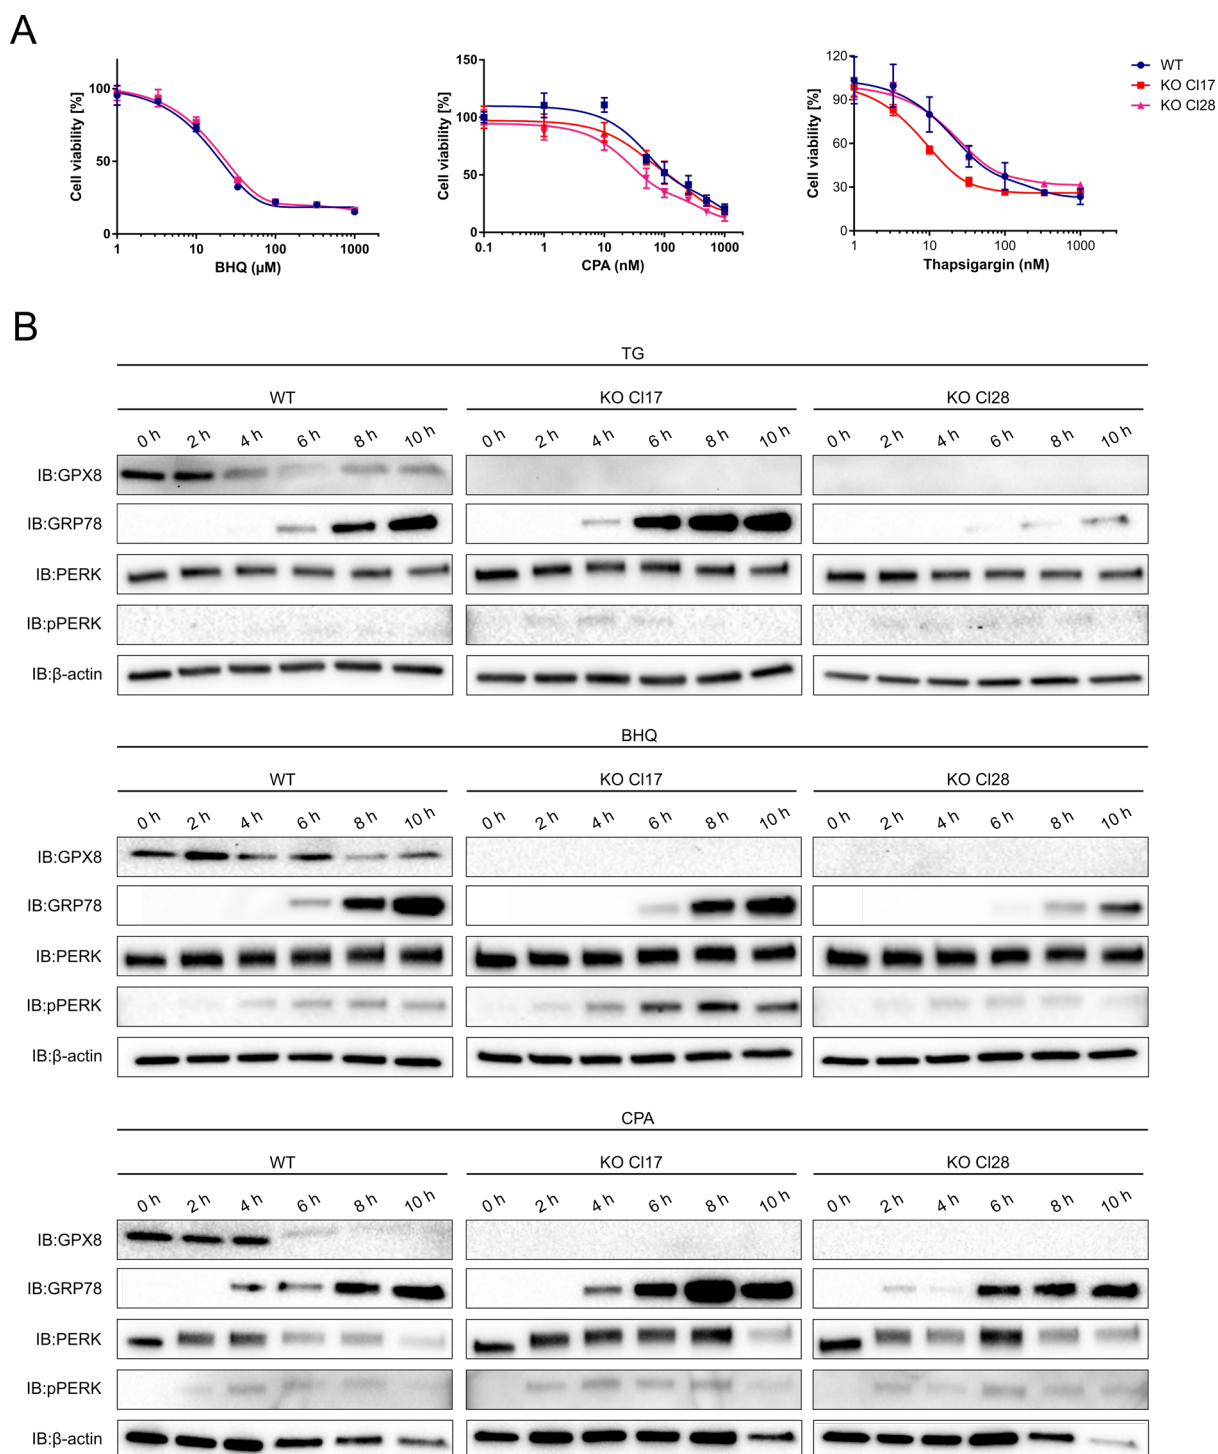 A
Cell viability [%]
100
50
0
1 10 100 1000
BHQ (µM)
Cell viability [%]
150
100
50
0
0.1 1 10 100 1000
CPA (nM)
Cell viability [%]
120
90
60
30
0
1 10 100 1000
Thapsigargin (nM)
WT
KO Cl17
KO Cl28
B
TG
WT KO Cl17 KO Cl28
0 h 2 h 4 h 6 h 8 h 10 h 0 h 2 h 4 h 6 h 8 h 10 h 0 h 2 h 4 h 6 h 8 h 10 h
IB:GPX8
IB:GRP78
IB:PERK
IB:pPERK
IB:β-actin
BHQ
WT KO Cl17 KO Cl28
0 h 2 h 4 h 6 h 8 h 10 h 0 h 2 h 4 h 6 h 8 h 10 h 0 h 2 h 4 h 6 h 8 h 10 h
IB:GPX8
IB:GRP78
IB:PERK
IB:pPERK
IB:β-actin
CPA
WT KO Cl17 KO Cl28
0 h 2 h 4 h 6 h 8 h 10 h 0 h 2 h 4 h 6 h 8 h 10 h 0 h 2 h 4 h 6 h 8 h 10 h
IB:GPX8
IB:GRP78
IB:PERK
IB:pPERK
IB:β-actin